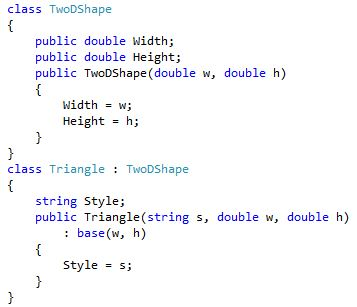 class TwoDShape
{
    public double Width;
    public double Height;
    public TwoDShape(double w, double h)
    {
        Width = w;
        Height = h;
    }
}
class Triangle : TwoDShape
{
    string Style;
    public Triangle(string s, double w, double h)
        : base(w, h)
    {
        Style = s;
    }
}